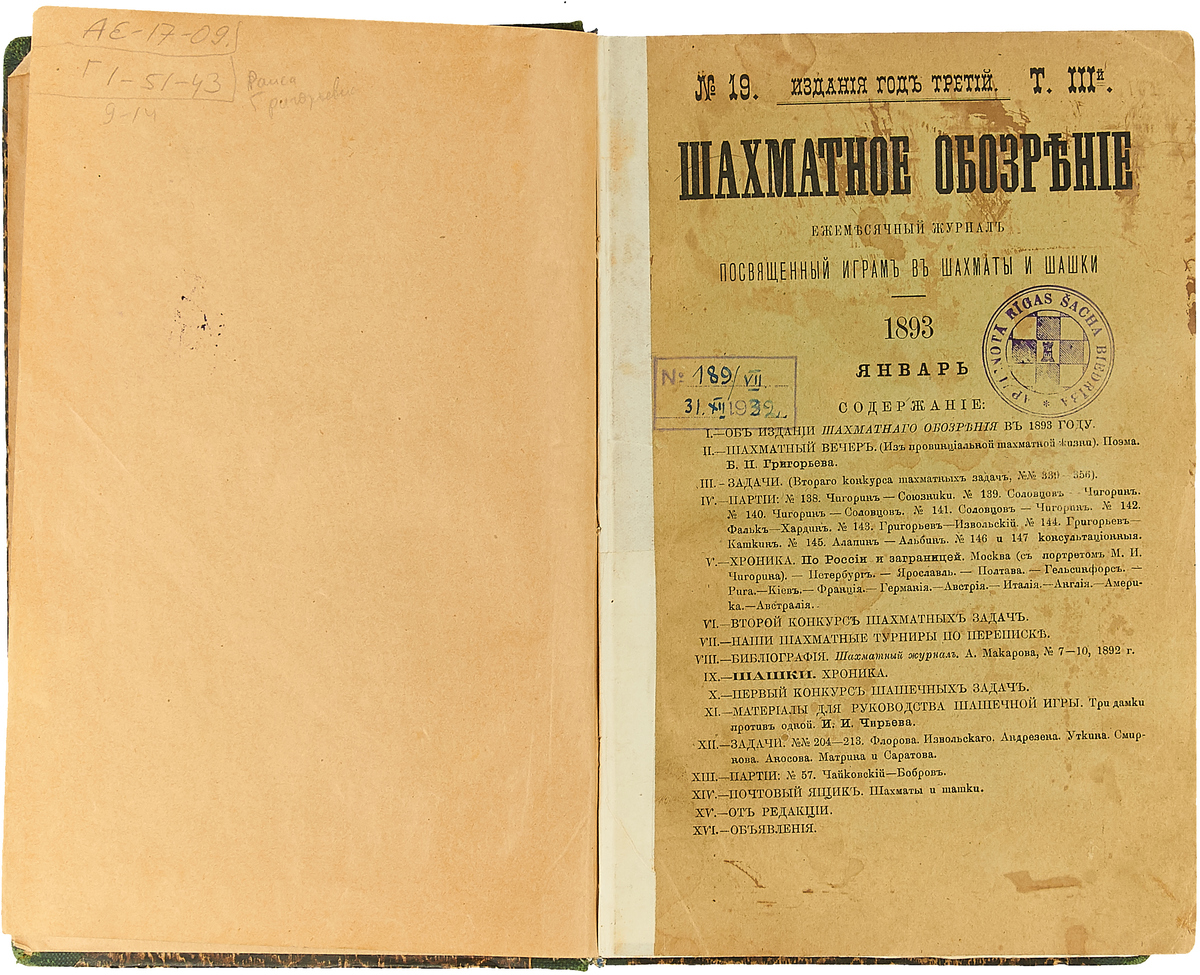 АЕ-17-09.
Г1-51-43
9-14
Раиса
№ 19. ИЗДАНІЯ ГОДЪ ТРЕТІЙ. Т. IIIй.
ШАХМАТНОЕ ОБОЗРѢНІЕ
ЕЖЕМѢСЯЧНЫЙ ЖУРНАЛЪ
ПОСВЯЩЕННЫЙ ИГРАМЪ ВЪ ШАХМАТЫ И ШАШКИ
1893
ЯНВАРЬ
RĪGAS ŠACHA BIEDRĪBA
№ 189/VII
31.XII 1932.
СОДЕРЖАНІЕ:
I.—ОБЪ ИЗДАНІИ ШАХМАТНАГО ОБОЗРѢНІЯ ВЪ 1893 ГОДУ.
II.—ШАХМАТНЫЙ ВЕЧЕРЪ. (Изъ провинціальной шахматной жизни). Поэма.
Б. П. Григорьева.
III.-ЗАДАЧИ. (Втораго конкурса шахматныхъ задачъ, №№ 339—356).
IV.—ПАРТІИ: № 138. Чигоринъ—Союзники. № 139. Соловцовъ—Чигоринъ.
№ 140. Чигоринъ—Соловцовъ. № 141. Соловцовъ—Чигоринъ. № 142.
Фалькъ—Хардинъ. № 143. Григорьевъ—Извольскій. № 144. Григорьевъ—
Каткинъ. № 145. Алапинъ—Альбинъ. № 146 и 147 консультаціонныя.
V.—ХРОНИКА. По Россіи и заграницей. Москва (съ портретомъ М. И.
Чигорина). — Петербургъ. — Ярославль. — Полтава. — Гельсинфорсъ. —
Рига.—Кіевъ.—Франція.—Германія.—Австрія.—Италія.—Англія.—Амери-
ка.—Австралія.
VI.—ВТОРОЙ КОНКУРСЪ ШАХМАТНЫХЪ ЗАДАЧЪ.
VII.—НАШИ ШАХМАТНЫЕ ТУРНИРЫ ПО ПЕРЕПИСКѢ.
VIII.—БИБЛІОГРАФІЯ. Шахматный журналъ. А. Макарова, № 7—10, 1892 г.
IX.—ШАШКИ. ХРОНИКА.
X.—ПЕРВЫЙ КОНКУРСЪ ШАШЕЧНЫХЪ ЗАДАЧЪ.
XI.—МАТЕРІАЛЫ ДЛЯ РУКОВОДСТВА ШАШЕЧНОЙ ИГРЫ. Три дамки
противъ одной. И. И. Чирьева.
XII.—ЗАДАЧИ. №№ 204—213. Флорова. Извольскаго. Андрезена. Уткина. Смир-
нова. Аносова. Матрина и Саратова.
XIII.—ПАРТІИ: № 57. Чайковскій—Бобровъ.
XIV.—ПОЧТОВЫЙ ЯЩИКЪ. Шахматы и шашки.
XV.—ОТЪ РЕДАКЦІИ.
XVI.—ОБЪЯВЛЕНІЯ.